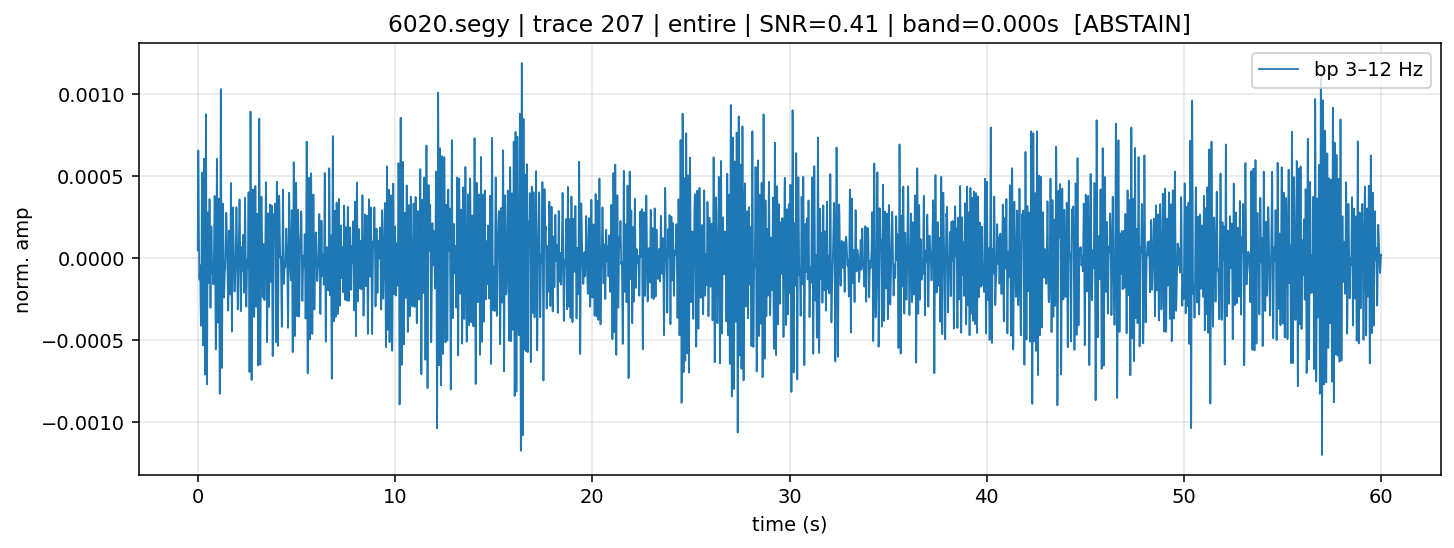 6020.segy | trace 207 | entire | SNR=0.41 | band=0.000s  [ABSTAIN]
bp 3–12 Hz
norm. amp
0.0010
0.0005
0.0000
−0.0005
−0.0010
0 10 20 30 40 50 60
time (s)